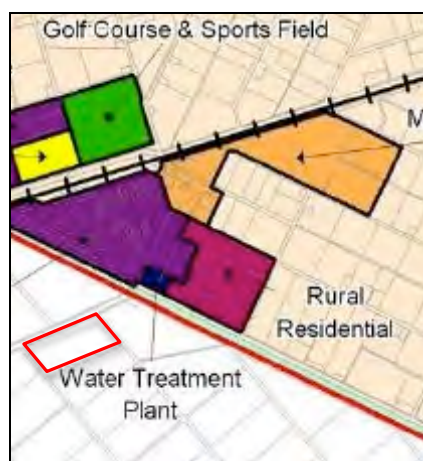 Golf Course & Sports Field
M
Rural
Residential
Water Treatment
Plant